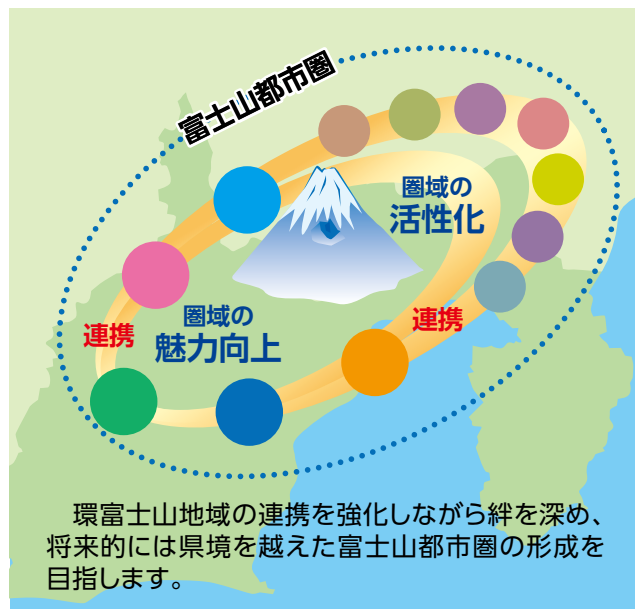 富士山都市圏
圏域の
活性化
連携
連携
圏域の
魅力向上
環富士山地域の連携を強化しながら絆を深め、
将来的には県境を越えた富士山都市圏の形成を
目指します。